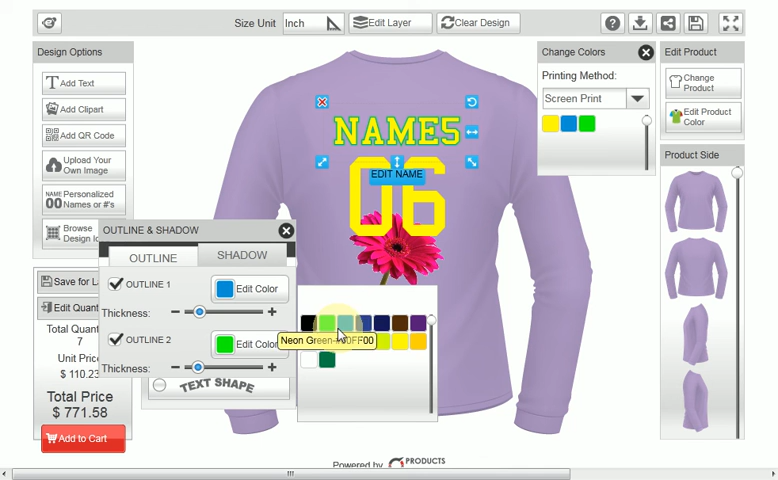 Size Unit
Inch
Edit Layer
Clear Design
Design Options
Add Text
Add Clipart
Add QR Code
Upload Your
Own Image
NAME
00
Personalized
Names or #'s
Browse
Design Id
Save for La
Edit Quant
Total Quant
7
Unit Price
$ 110.23
Total Price
$ 771.58
Add to Cart
OUTLINE & SHADOW
OUTLINE
SHADOW
OUTLINE 1
Edit Color
Thickness:
OUTLINE 2
Edit Color
Thickness:
TEXT SHAPE
Neon Green-#00FF00
NAMES
06
EDIT NAME
Change Colors
Printing Method:
Screen Print
Edit Product
Change
Product
Edit Product
Color
Product Side
Powered by
PRODUCTS